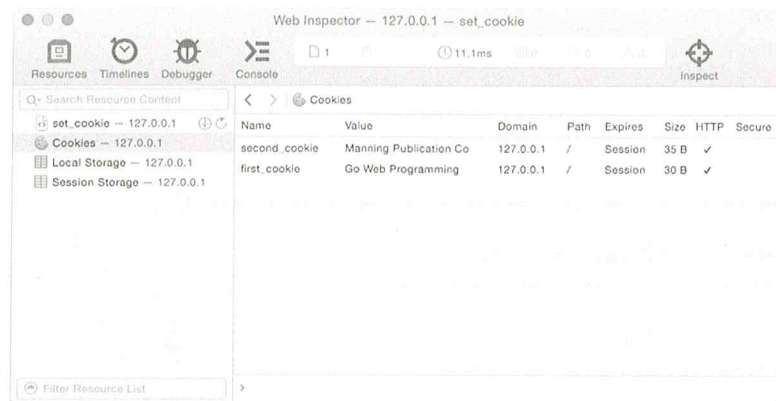 Web Inspector — 127.0.0.1 — set_cookie
Resources Timelines Debugger Console
1 11.1ms
Inspect
Search Resource Content
Cookies
set_cookie — 127.0.0.1
Cookies — 127.0.0.1
Local Storage — 127.0.0.1
Session Storage — 127.0.0.1
Name Value Domain Path Expires Size HTTP Secure
second_cookie Manning Publication Co 127.0.0.1 / Session 35 B ✓
first_cookie Go Web Programming 127.0.0.1 / Session 30 B ✓
Filter Resource List